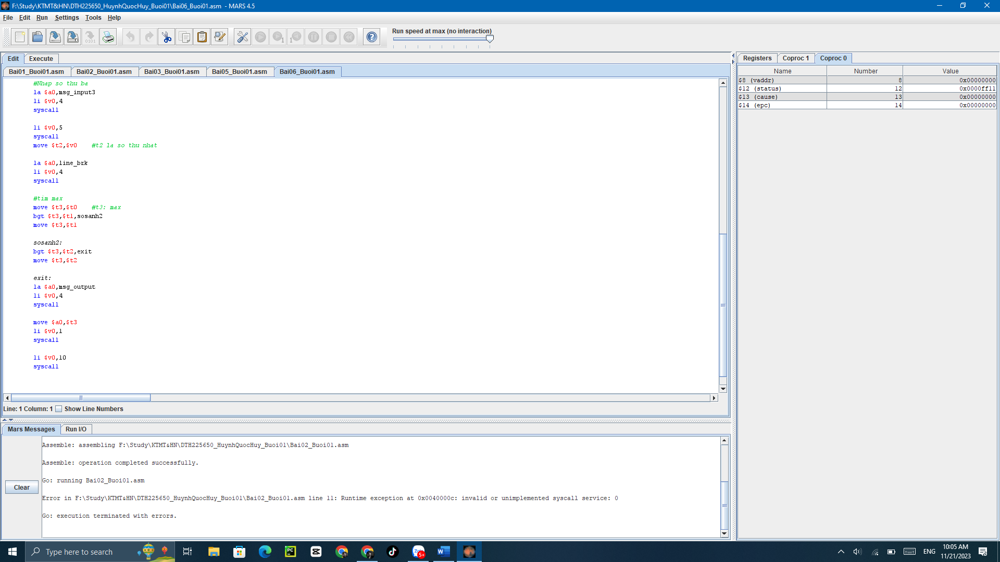 F:\Study\KTMT&HN\DTH225650_HuynhQuocHuy_Buoi01\Bai06_Buoi01.asm - MARS 4.5
File Edit Run Settings Tools Help
Run speed at max (no interaction)
Edit Execute
Bai01_Buoi01.asm Bai02_Buoi01.asm Bai03_Buoi01.asm Bai05_Buoi01.asm Bai06_Buoi01.asm
#Nhap so thu ba
la $a0,msg_input3
li $v0,4
syscall
li $v0,5
syscall
move $t2,$v0 #t2 la so thu nhat
la $a0,line_brk
li $v0,4
syscall
#tim max
move $t3,$t0 #t3: max
bgt $t3,$t1,sosanh2
move $t3,$t1
sosanh2:
bgt $t3,$t2,exit
move $t3,$t2
exit:
la $a0,msg_output
li $v0,4
syscall
move $a0,$t3
li $v0,1
syscall
li $v0,10
syscall
Line: 1 Column: 1 Show Line Numbers
Registers Coproc 1 Coproc 0
Name Number Value
$8 (vaddr) 8 0x00000000
$12 (status) 12 0x0000ff11
$13 (cause) 13 0x00000000
$14 (epc) 14 0x00000000
Mars Messages Run I/O
Clear
Assemble: assembling F:\Study\KTMT&HN\DTH225650_HuynhQuocHuy_Buoi01\Bai02_Buoi01.asm
Assemble: operation completed successfully.
Go: running Bai02_Buoi01.asm
Error in F:\Study\KTMT&HN\DTH225650_HuynhQuocHuy_Buoi01\Bai02_Buoi01.asm line 11: Runtime exception at 0x0040000c: invalid or unimplemented syscall service: 0
Go: execution terminated with errors.
Type here to search
ENG
10:05 AM
11/21/2023